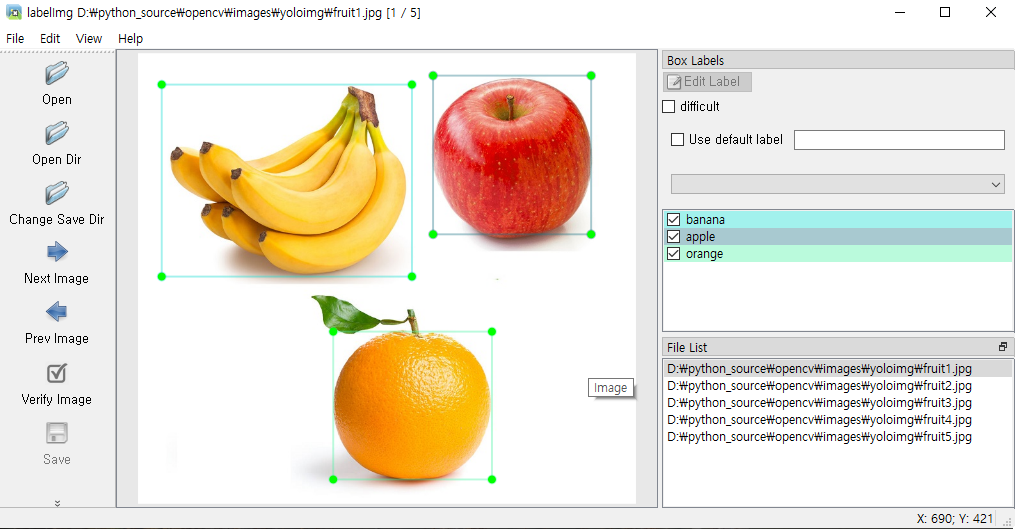 labelImg D:₩python_source₩opencv₩images₩yoloimg₩fruit1.jpg [1 / 5]
File Edit View Help
Open
Open Dir
Change Save Dir
Next Image
Prev Image
Verify Image
Save
Image
Box Labels
Edit Label
difficult
Use default label
banana
apple
orange
File List
D:₩python_source₩opencv₩images₩yoloimg₩fruit1.jpg
D:₩python_source₩opencv₩images₩yoloimg₩fruit2.jpg
D:₩python_source₩opencv₩images₩yoloimg₩fruit3.jpg
D:₩python_source₩opencv₩images₩yoloimg₩fruit4.jpg
D:₩python_source₩opencv₩images₩yoloimg₩fruit5.jpg
X: 690; Y: 421